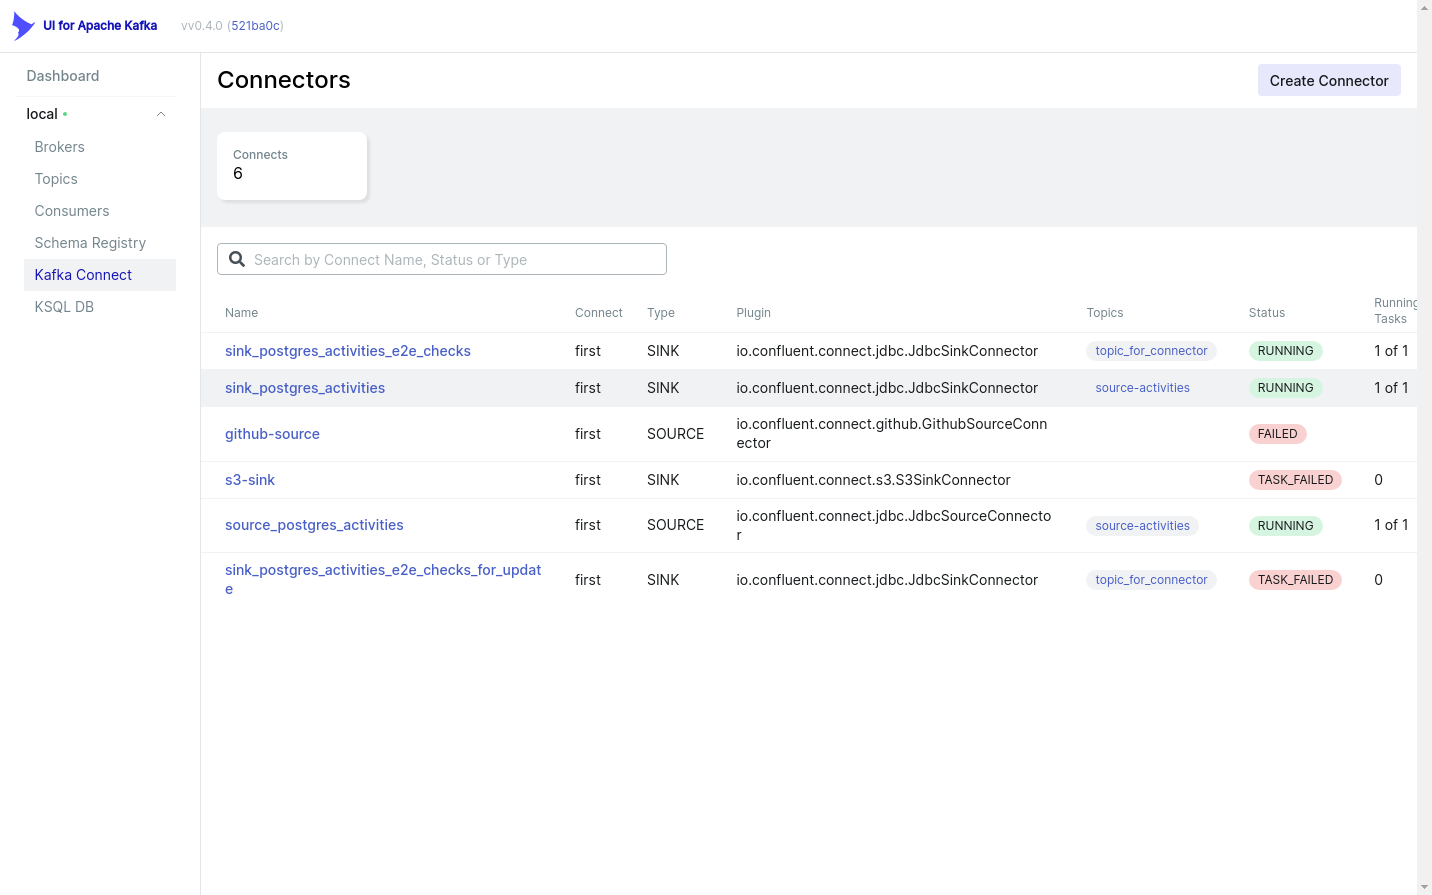 UI for Apache Kafka vv0.4.0 (521ba0c)
Dashboard
local
Brokers
Topics
Consumers
Schema Registry
Kafka Connect
KSQL DB
Connectors
Create Connector
Connects
6
Search by Connect Name, Status or Type
Name Connect Type Plugin Topics Status Running
Tasks
sink_postgres_activities_e2e_checks first SINK io.confluent.connect.jdbc.JdbcSinkConnector topic_for_connector RUNNING 1 of 1
sink_postgres_activities first SINK io.confluent.connect.jdbc.JdbcSinkConnector source-activities RUNNING 1 of 1
github-source first SOURCE io.confluent.connect.github.GithubSourceConn
ector FAILED
s3-sink first SINK io.confluent.connect.s3.S3SinkConnector TASK_FAILED 0
source_postgres_activities first SOURCE io.confluent.connect.jdbc.JdbcSourceConnecto
r source-activities RUNNING 1 of 1
sink_postgres_activities_e2e_checks_for_updat
e first SINK io.confluent.connect.jdbc.JdbcSinkConnector topic_for_connector TASK_FAILED 0